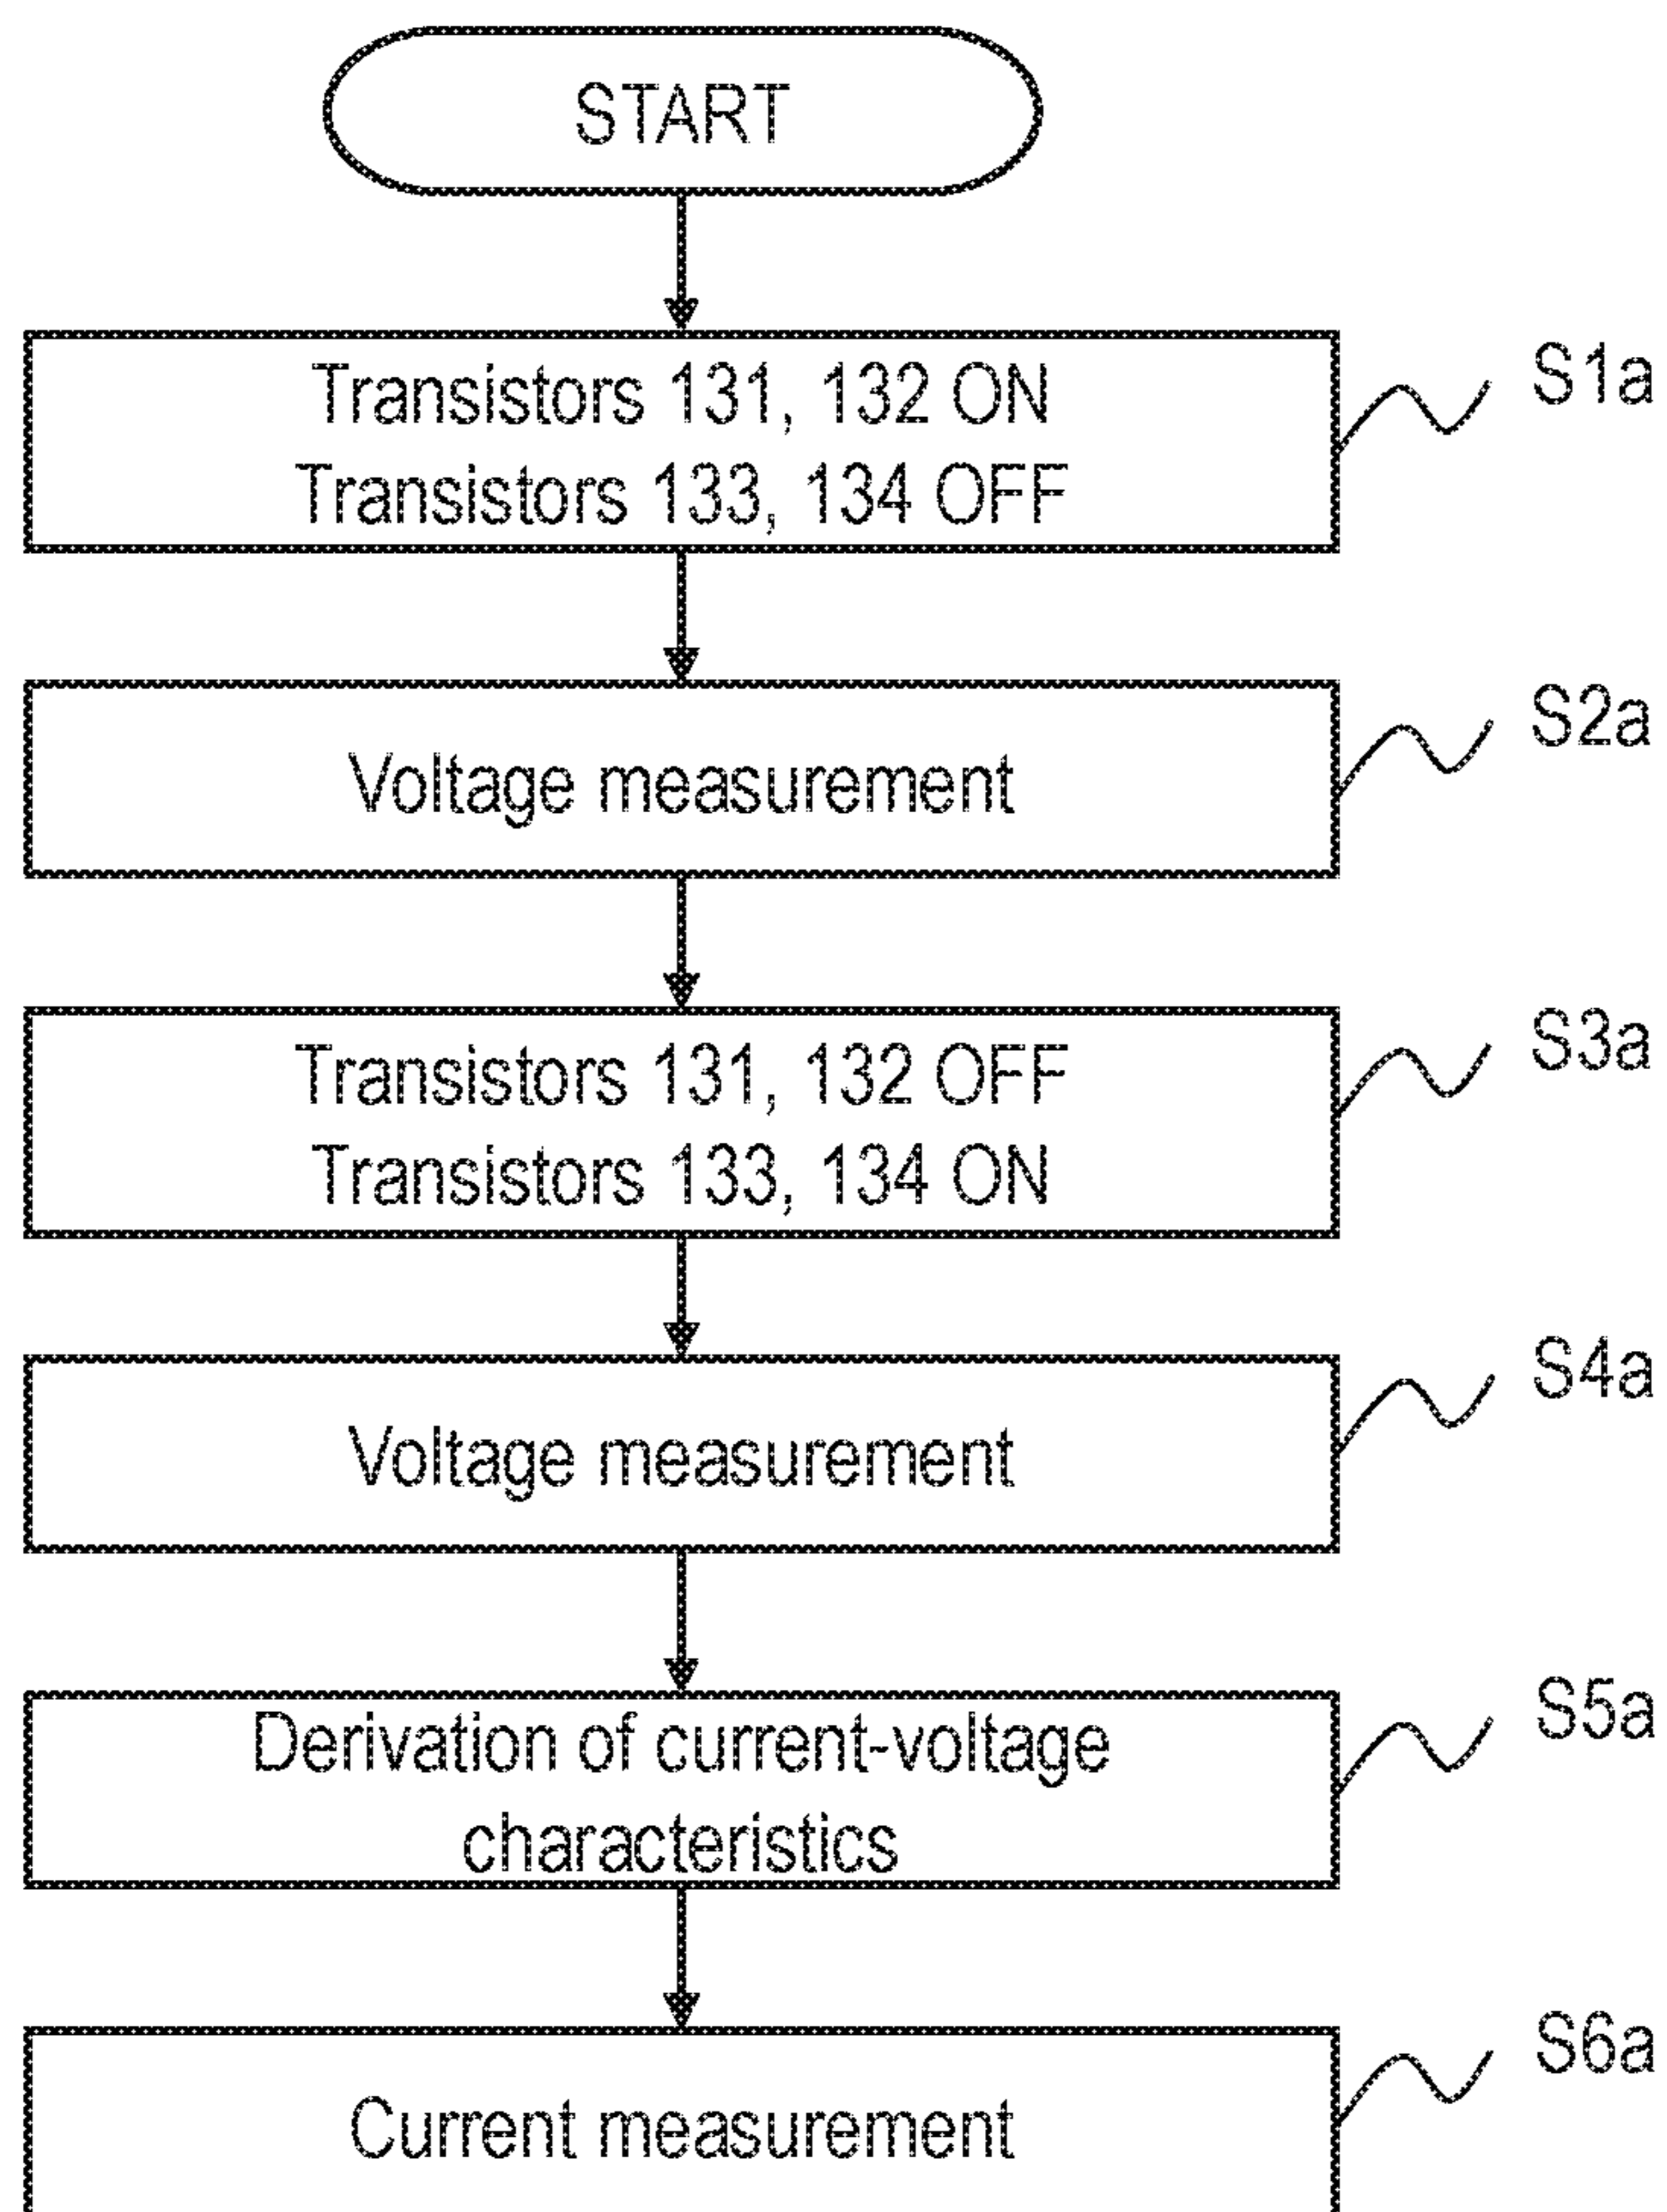 START
Transistors 131, 132 ON
Transistors 133, 134 OFF
S1a
Voltage measurement
S2a
Transistors 131, 132 OFF
Transistors 133, 134 ON
S3a
Voltage measurement
S4a
Derivation of current-voltage
characteristics
S5a
Current measurement
S6a